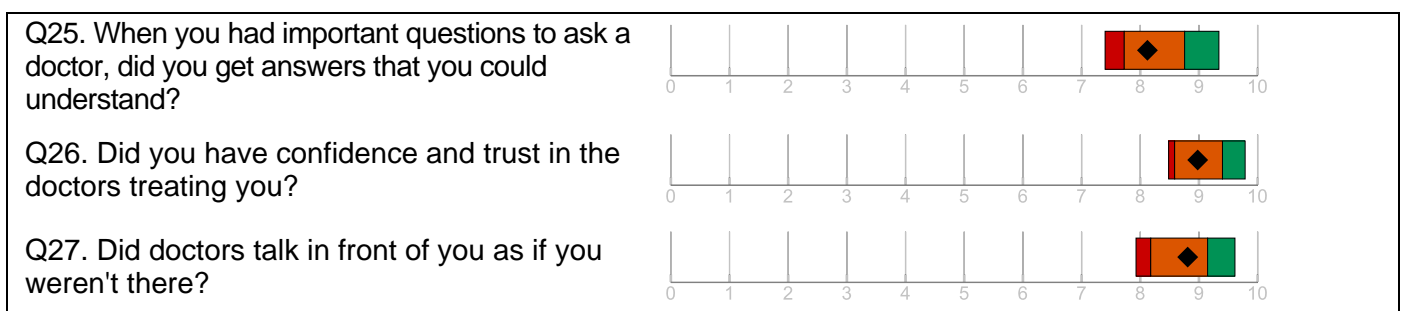 Q25. When you had important questions to ask a
doctor, did you get answers that you could
understand?
0 1 2 3 4 5 6 7 8 9 10
Q26. Did you have confidence and trust in the
doctors treating you?
0 1 2 3 4 5 6 7 8 9 10
Q27. Did doctors talk in front of you as if you
weren't there?
0 1 2 3 4 5 6 7 8 9 10